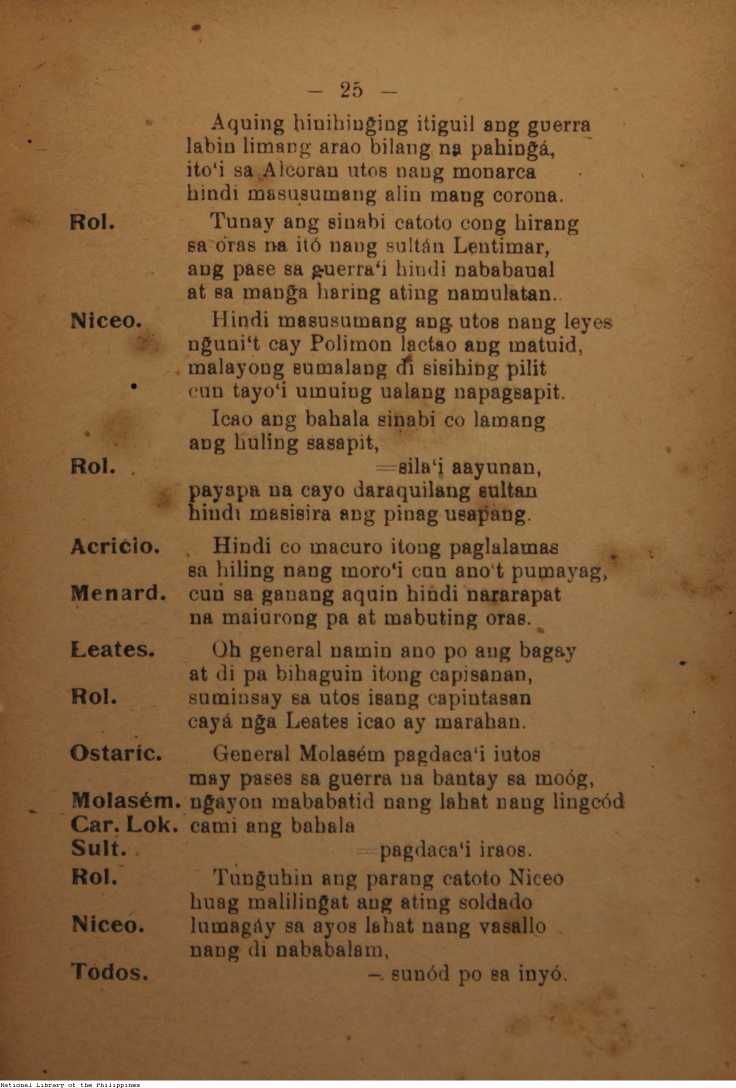 — 25 —
Aquing hinihinĝing itiguil ang guerra
labin limang arao bilang na pahinĝá,
ito'i sa Alcoran utos nang monarca
hindi masusumang alin mang corona.
Rol. Tunay ang sinabi catoto cong hirang
sa oras na itó nang sultán Lentimar,
ang pase sa guerra'i hindi nababaual
at sa manĝa haring ating namulatan.
Niceo. Hindi masusumang ang utos nang leyes
nĝuni't cay Polimon lactao ang matuid,
malayong sumalang di sisihing pilit
cun tayo'i umuing ualang napagsapit.
Icao ang bahala sinabi co lamang
ang huling sasapit,
Rol. =sila'i aayunan,
payapa na cayo daraquilang sultan
hindi masisira ang pinag usapang.
Acricio. Hindi co macuro itong paglalamas
sa hiling nang moro'i cun ano't pumayag,
Menard. cun sa ganang aquin hindi nararapat
na maiurong pa at mabuting oras.
Leates. Oh general namin ano po ang bagay
at di pa bihaguin itong capisanan,
Rol. suminsay sa utos isang capintasan
cayá nĝa Leates icao ay marahan.
Ostaric. General Molasém pagdaca'i iutos
may pases sa guerra na bantay sa moóg,
Molasém. nĝayon mababatid nang lahat nang lingcód
Car. Lok. cami ang bahala
Sult. =pagdaca'i iraos.
Rol. Tunĝuhin ang parang catoto Niceo
huag malilinĝat ang ating soldado
Niceo. lumagáy sa ayos lahat nang vasallo
nang di nababalam,
Todos. —. sunód po sa inyó.
National Library of the Philippines